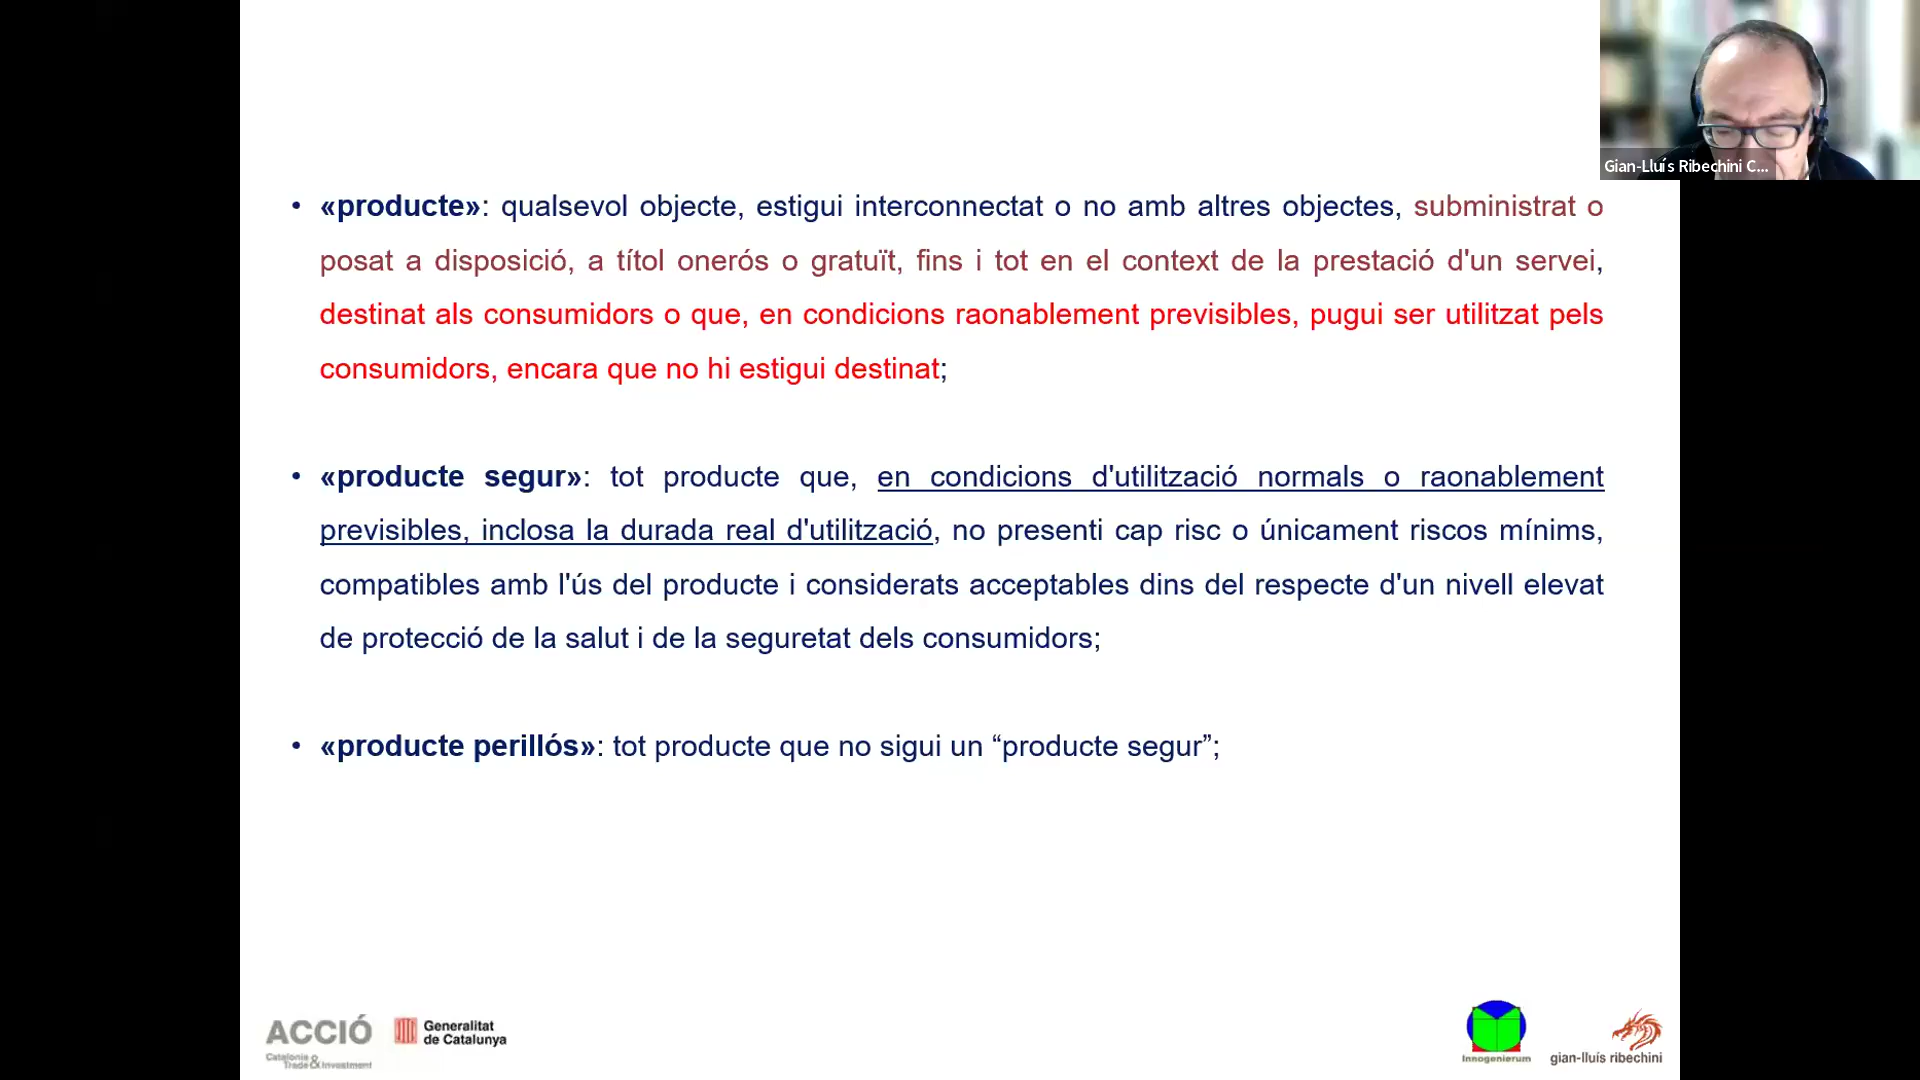 Gian-Lluís Ribechini C...
• «producte»: qualsevol objecte, estigui interconnectat o no amb altres objectes, subministrat o
posat a disposició, a títol onerós o gratuït, fins i tot en el context de la prestació d'un servei,
destinat als consumidors o que, en condicions raonablement previsibles, pugui ser utilitzat pels
consumidors, encara que no hi estigui destinat;
• «producte segur»: tot producte que, en condicions d'utilització normals o raonablement
previsibles, inclosa la durada real d'utilització, no presenti cap risc o únicament riscos mínims,
compatibles amb l'ús del producte i considerats acceptables dins del respecte d'un nivell elevat
de protecció de la salut i de la seguretat dels consumidors;
• «producte perillós»: tot producte que no sigui un “producte segur”;
ACCIÓ
Catalonia
Trade & Investment
Generalitat
de Catalunya
Innogenierum
gian-lluís ribechini